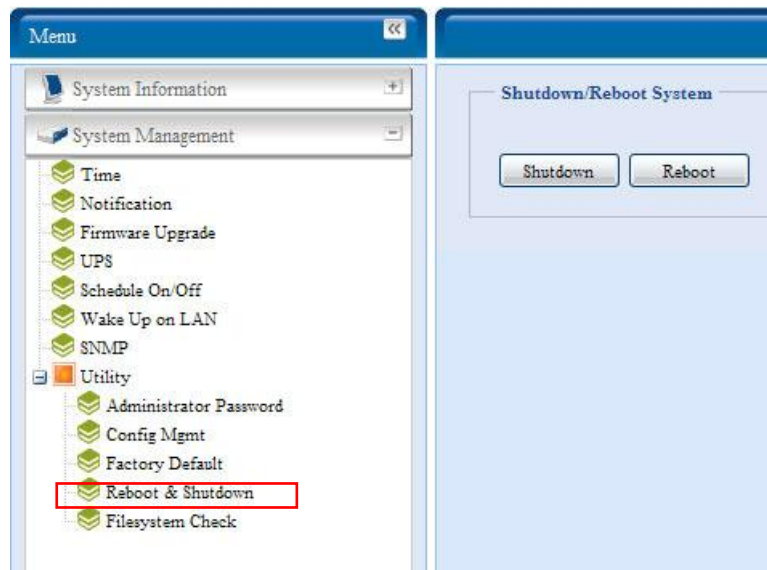 Menu
System Information
System Management
Time
Notification
Firmware Upgrade
UPS
Schedule On/Off
Wake Up on LAN
SNMP
Utility
Administrator Password
Config Mgmt
Factory Default
Reboot & Shutdown
Filesystem Check
Shutdown/Reboot System
Shutdown Reboot